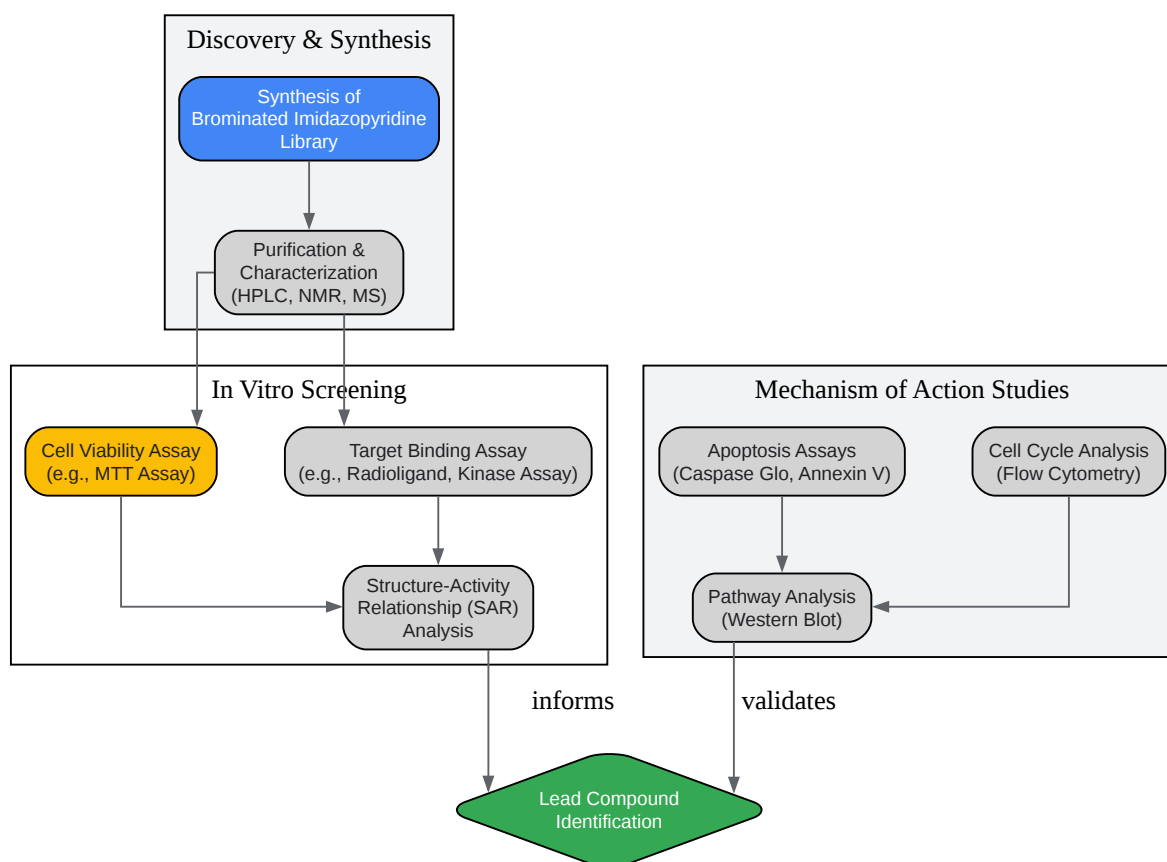 Discovery & Synthesis
Synthesis of
Brominated Imidazopyridine
Library
Purification &
Characterization
(HPLC, NMR, MS)
In Vitro Screening
Cell Viability Assay
(e.g., MTT Assay)
Target Binding Assay
(e.g., Radioligand, Kinase Assay)
Structure-Activity
Relationship (SAR)
Analysis
Mechanism of Action Studies
Apoptosis Assays
(Caspase Glo, Annexin V)
Cell Cycle Analysis
(Flow Cytometry)
Pathway Analysis
(Western Blot)
informs
validates
Lead Compound
Identification